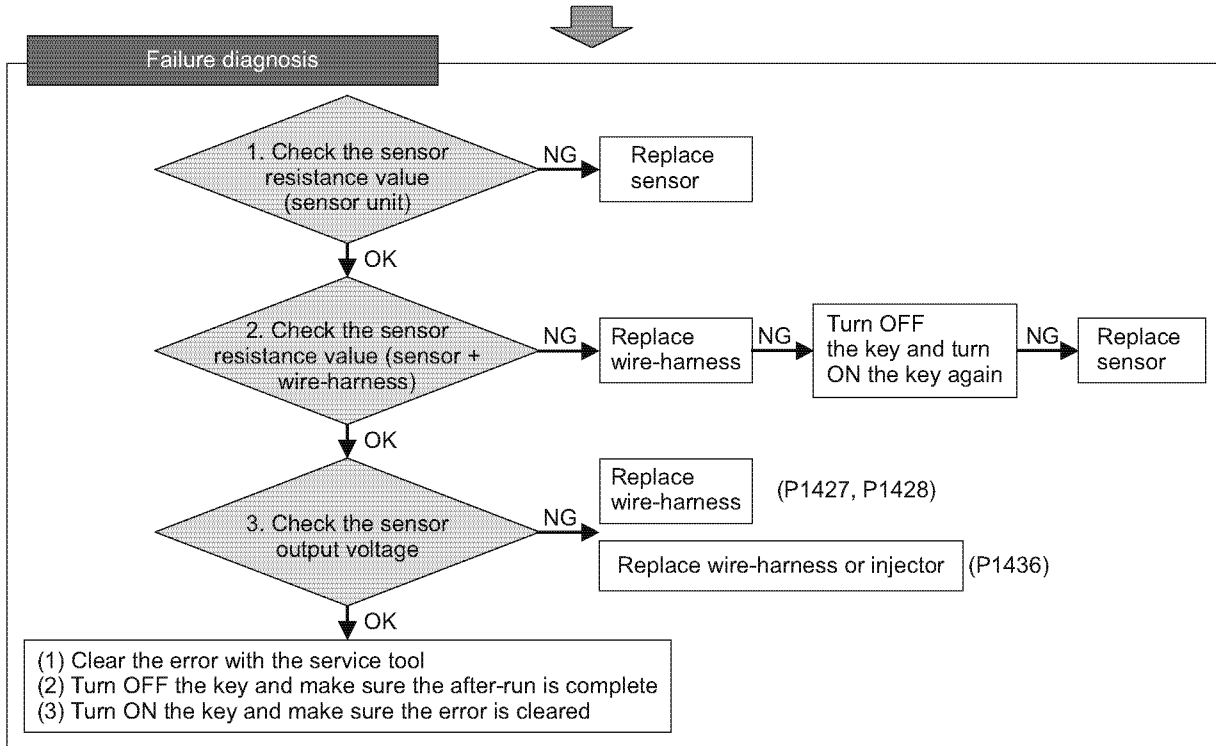 Failure diagnosis
1. Check the sensor
resistance value
(sensor unit)
NG
Replace
sensor
OK
2. Check the sensor
resistance value (sensor +
wire-harness)
NG
Replace
wire-harness
NG
Turn OFF
the key and turn
ON the key again
NG
Replace
sensor
OK
3. Check the sensor
output voltage
NG
Replace
wire-harness
(P1427, P1428)
Replace wire-harness or injector
(P1436)
OK
(1) Clear the error with the service tool
(2) Turn OFF the key and make sure the after-run is complete
(3) Turn ON the key and make sure the error is cleared